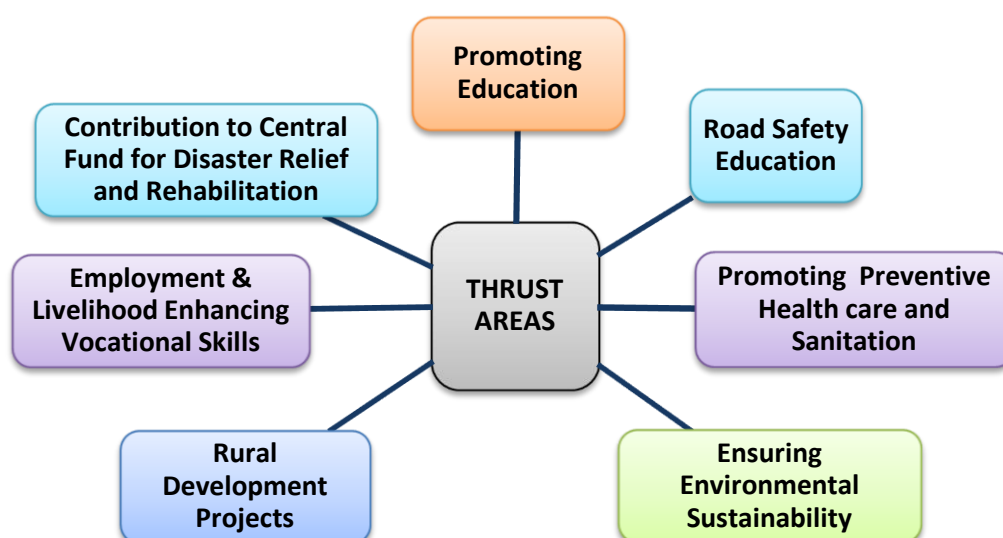 Promoting
Education
Contribution to Central
Fund for Disaster Relief
and Rehabilitation
Road Safety
Education
Employment &
Livelihood Enhancing
Vocational Skills
THRUST
AREAS
Promoting  Preventive
Health care and
Sanitation
Rural
Development
Projects
Ensuring
Environmental
Sustainability